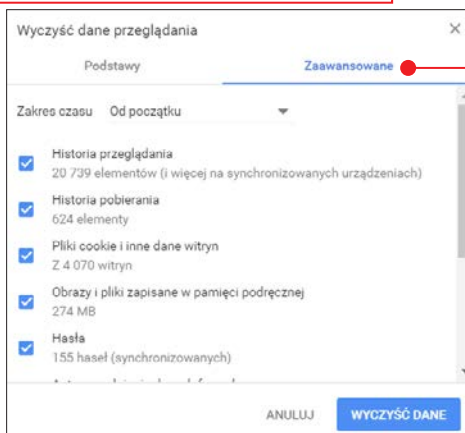 Wyczyść dane przeglądania
Podstawy
Zaawansowane
Zakres czasu Od początku
Historia przeglądania
20 739 elementów (i więcej na synchronizowanych urządzeniach)
Historia pobierania
624 elementy
Pliki cookie i inne dane witryn
Z 4 070 witryn
Obrazy i pliki zapisane w pamięci podręcznej
274 MB
Hasła
155 haseł (synchronizowanych)
ANULUJ
WYCZYŚĆ DANE